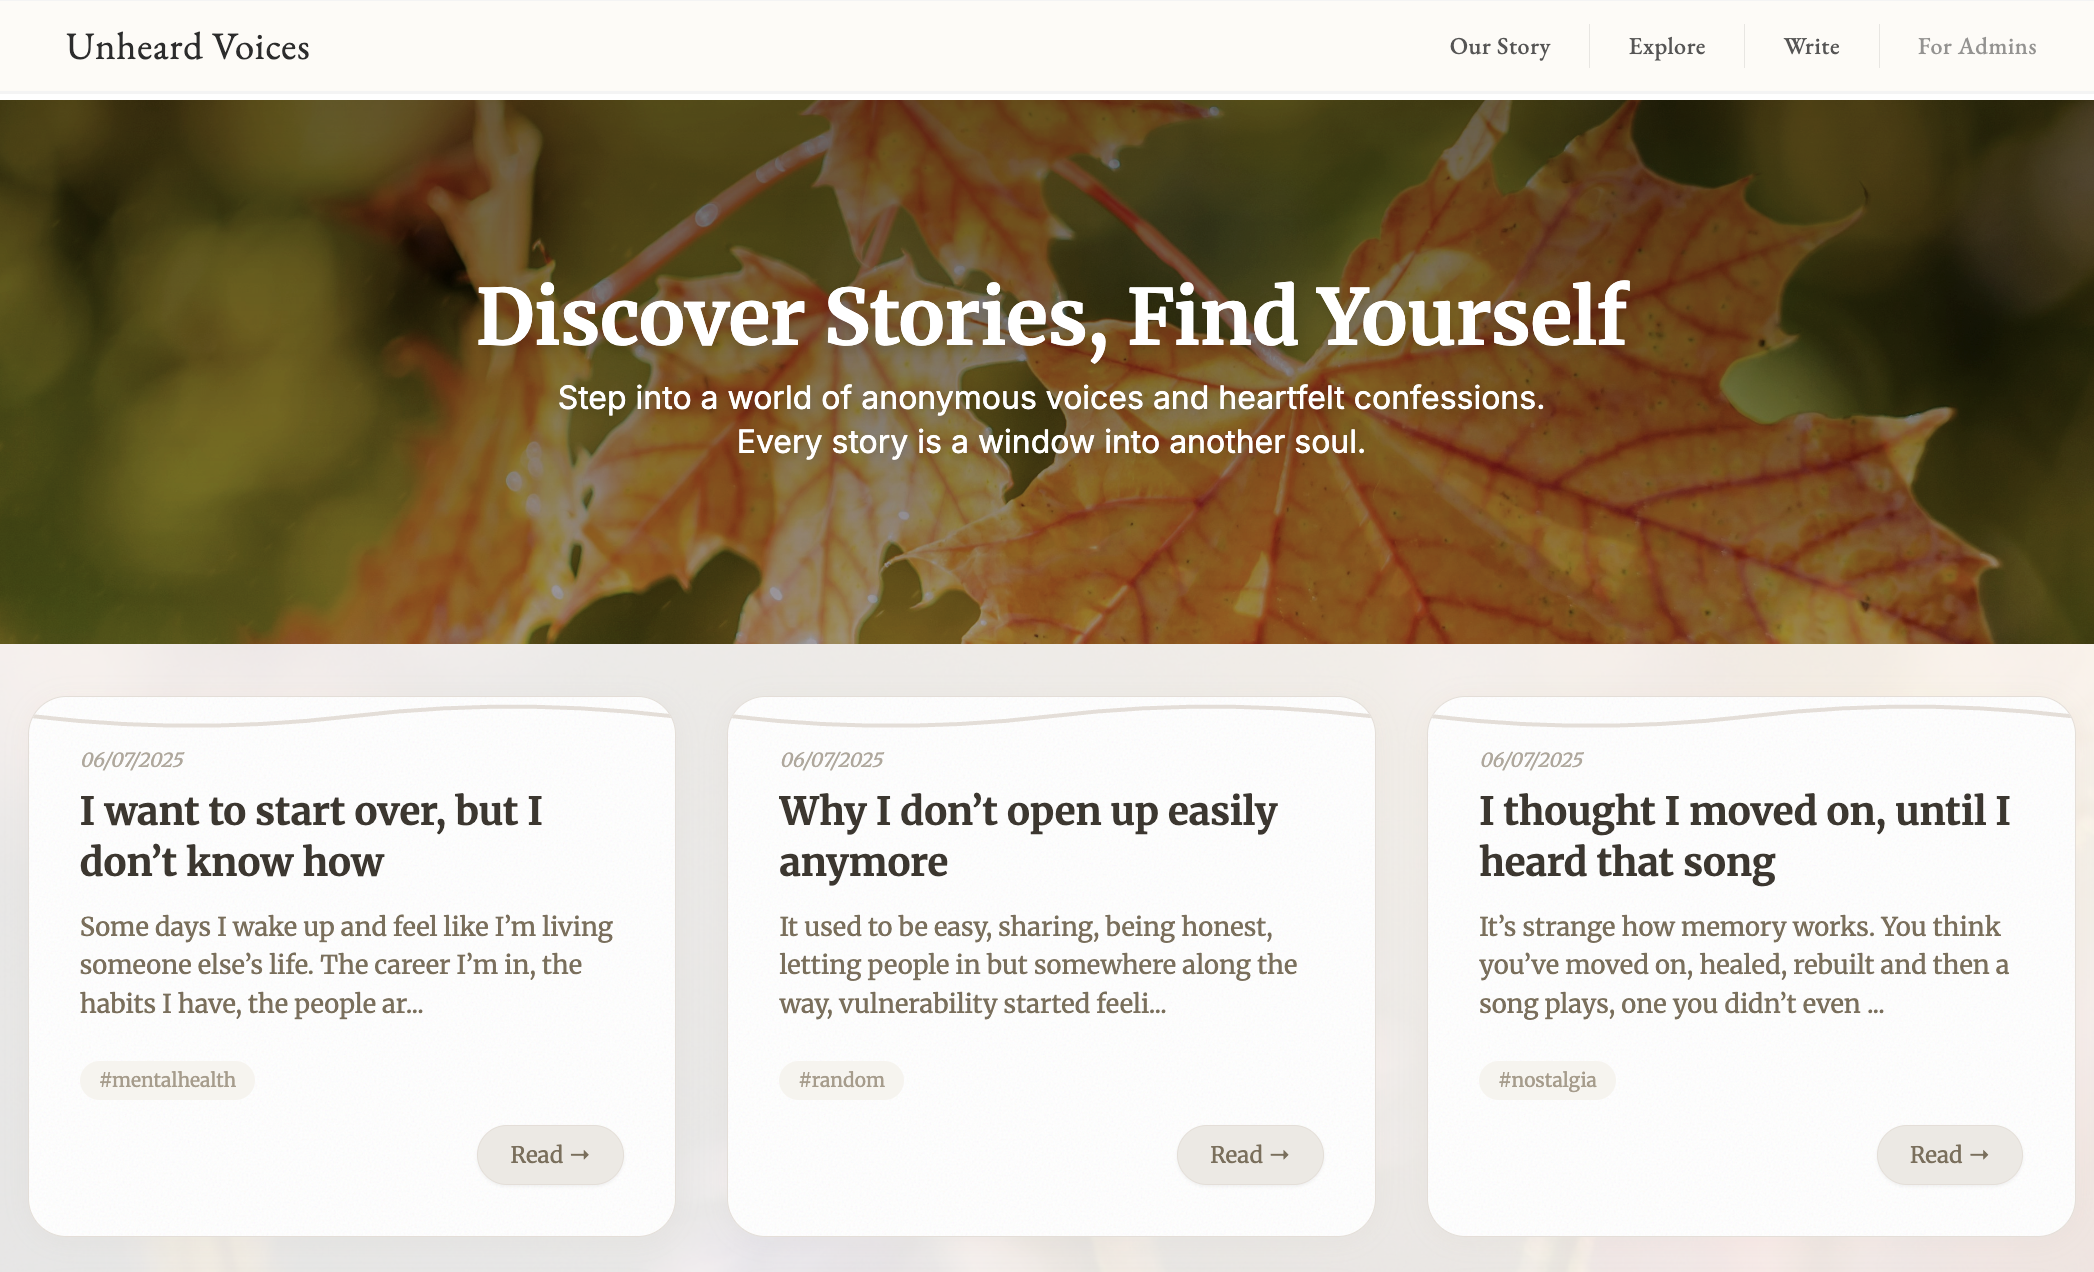 Unheard Voices
Our Story
Explore
Write
For Admins
Discover Stories, Find Yourself
Step into a world of anonymous voices and heartfelt confessions.
Every story is a window into another soul.
06/07/2025
I want to start over, but I
don’t know how
Some days I wake up and feel like I’m living
someone else’s life. The career I’m in, the
habits I have, the people ar...
#mentalhealth
Read →
06/07/2025
Why I don’t open up easily
anymore
It used to be easy, sharing, being honest,
letting people in but somewhere along the
way, vulnerability started feeli...
#random
Read →
06/07/2025
I thought I moved on, until I
heard that song
It’s strange how memory works. You think
you’ve moved on, healed, rebuilt and then a
song plays, one you didn’t even ...
#nostalgia
Read →